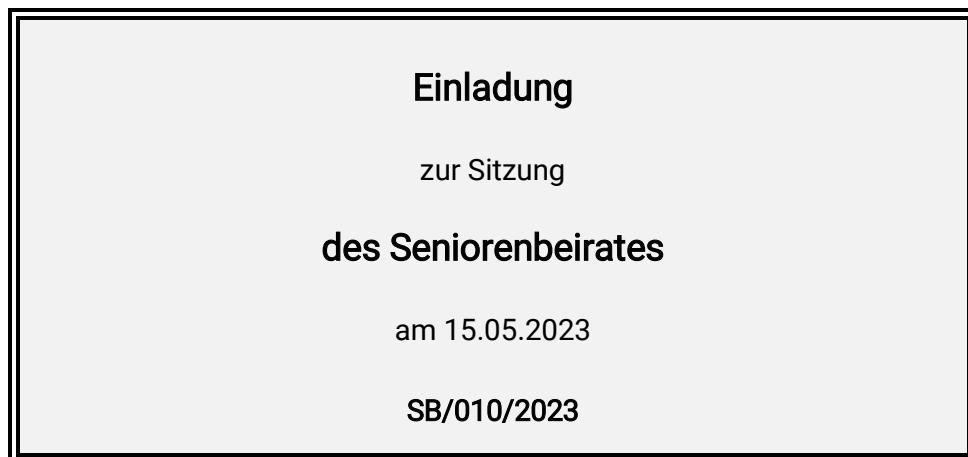 Einladung
zur Sitzung
des Seniorenbeirates
am 15.05.2023
SB/010/2023